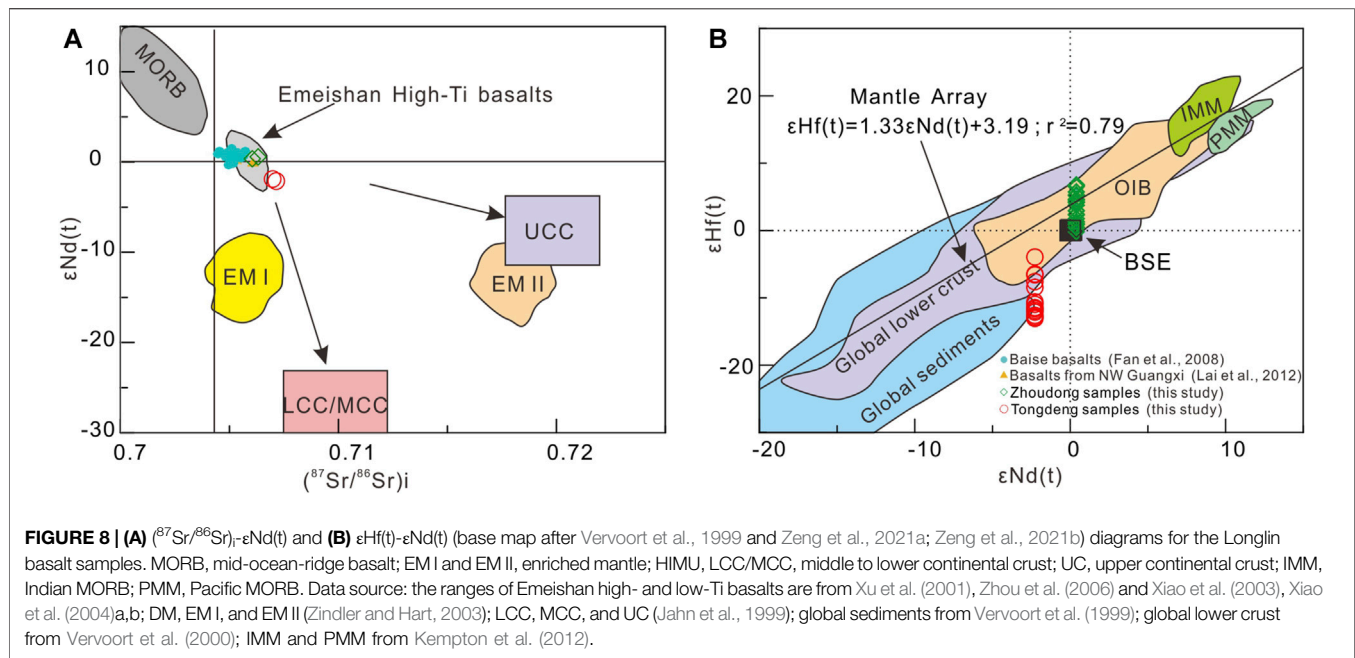 A
10
0
-10
-20
-30
εNd(t)
MORB
Emeishan High-Ti basalts
EM I
UCC
EM II
LCC/MCC
0.7
0.71
0.72
(⁸⁷Sr/⁸⁶Sr)i
B
20
0
-20
εHf(t)
Mantle Array
εHf(t)=1.33εNd(t)+3.19 ; r ²=0.79
IMM
PMM
OIB
BSE
Global lower crust
Global sediments
Baise basalts (Fan et al., 2008)
Basalts from NW Guangxi (Lai et al., 2012)
Zhoudong samples (this study)
Tongdeng samples (this study)
-20
-10
0
10
εNd(t)
FIGURE 8 | (A) (⁸⁷Sr/⁸⁶Sr)ᵢ-εNd(t) and (B) εHf(t)-εNd(t) (base map after Vervoort et al., 1999 and Zeng et al., 2021a; Zeng et al., 2021b) diagrams for the Longlin
basalt samples. MORB, mid-ocean-ridge basalt; EM I and EM II, enriched mantle; HIMU, LCC/MCC, middle to lower continental crust; UC, upper continental crust; IMM,
Indian MORB; PMM, Pacific MORB. Data source: the ranges of Emeishan high- and low-Ti basalts are from Xu et al. (2001), Zhou et al. (2006) and Xiao et al. (2003), Xiao
et al. (2004)a,b; DM, EM I, and EM II (Zindler and Hart, 2003); LCC, MCC, and UC (Jahn et al., 1999); global sediments from Vervoort et al. (1999); global lower crust
from Vervoort et al. (2000); IMM and PMM from Kempton et al. (2012).